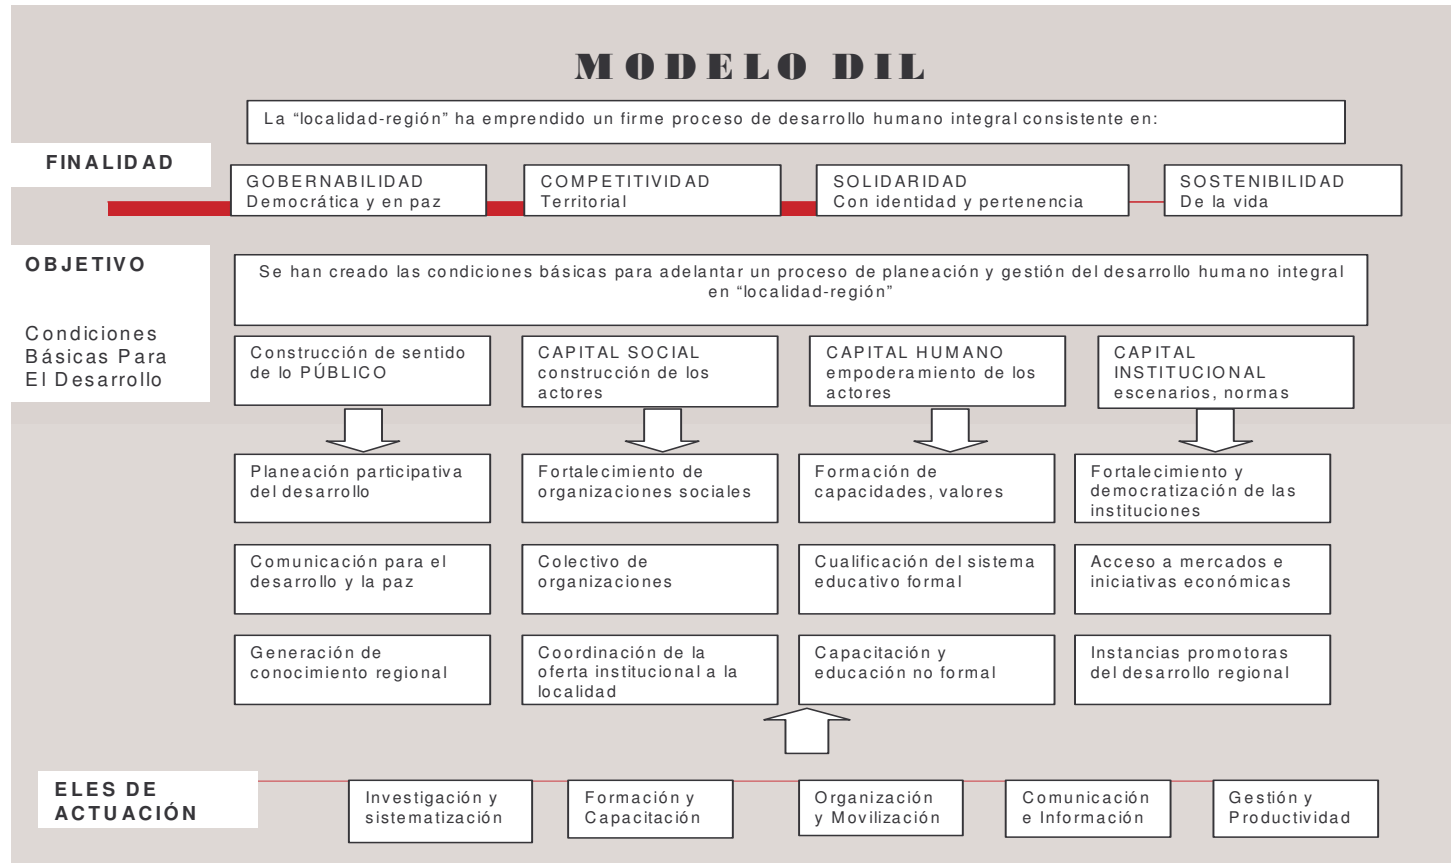 MODELO DIL
La “localidad-región” ha emprendido un firme proceso de desarrollo humano integral consistente en:
FINALIDAD
GOBERNABILIDAD
Democrática y en paz
COMPETITIVIDAD
Territorial
SOLIDARIDAD
Con identidad y pertenencia
SOSTENIBILIDAD
De la vida
OBJETIVO
Condiciones
Básicas Para
El Desarrollo
Se han creado las condiciones básicas para adelantar un proceso de planeación y gestión del desarrollo humano integral
en “localidad-región”
Construcción de sentido
de lo PÚBLICO
CAPITAL SOCIAL
construcción de los
actores
CAPITAL HUMANO
empoderamiento de los
actores
CAPITAL
INSTITUCIONAL
escenarios, normas
Planeación participativa
del desarrollo
Fortalecimiento de
organizaciones sociales
Formación de
capacidades, valores
Fortalecimiento y
democratización de las
instituciones
Comunicación para el
desarrollo y la paz
Colectivo de
organizaciones
Cualificación del sistema
educativo formal
Acceso a mercados e
iniciativas económicas
Generación de
conocimiento regional
Coordinación de la
oferta institucional a la
localidad
Capacitación y
educación no formal
Instancias promotoras
del desarrollo regional
ELES DE
ACTUACIÓN
Investigación y
sistematización
Formación y
Capacitación
Organización
y Movilización
Comunicación
e Información
Gestión y
Productividad